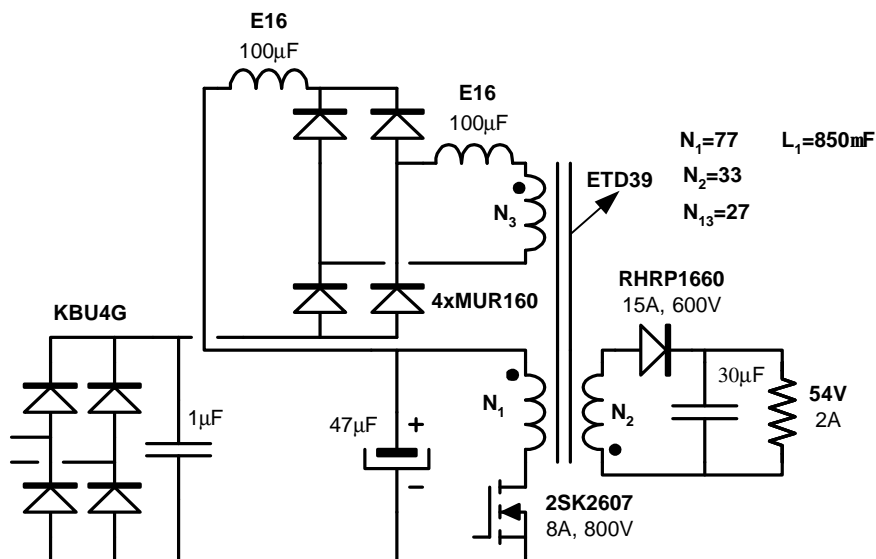 E16
100μF
E16
100μF
N₁=77 L₁=850mF
ETD39
N₂=33
N₃
N₁₃=27
RHRP1660
15A, 600V
KBU4G
4xMUR160
30μF
54V
2A
1μF
47μF
+
N₁
N₂
−
2SK2607
8A, 800V